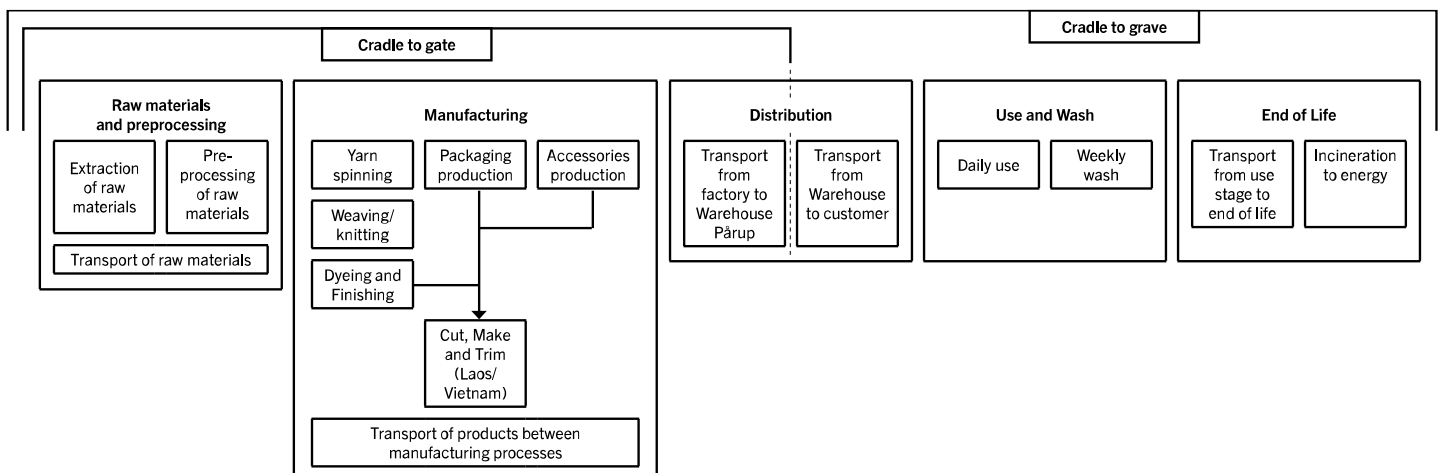 Cradle to gate
Cradle to grave
Raw materials
and preprocessing
Extraction
of raw
materials
Pre-
processing
of raw
materials
Transport of raw materials
Manufacturing
Yarn
spinning
Packaging
production
Accessories
production
Weaving/
knitting
Dyeing and
Finishing
Cut, Make
and Trim
(Laos/
Vietnam)
Transport of products between
manufacturing processes
Distribution
Transport
from
factory to
Warehouse
Pårup
Transport
from
Warehouse
to customer
Use and Wash
Daily use
Weekly
wash
End of Life
Transport
from use
stage to
end of life
Incineration
to energy